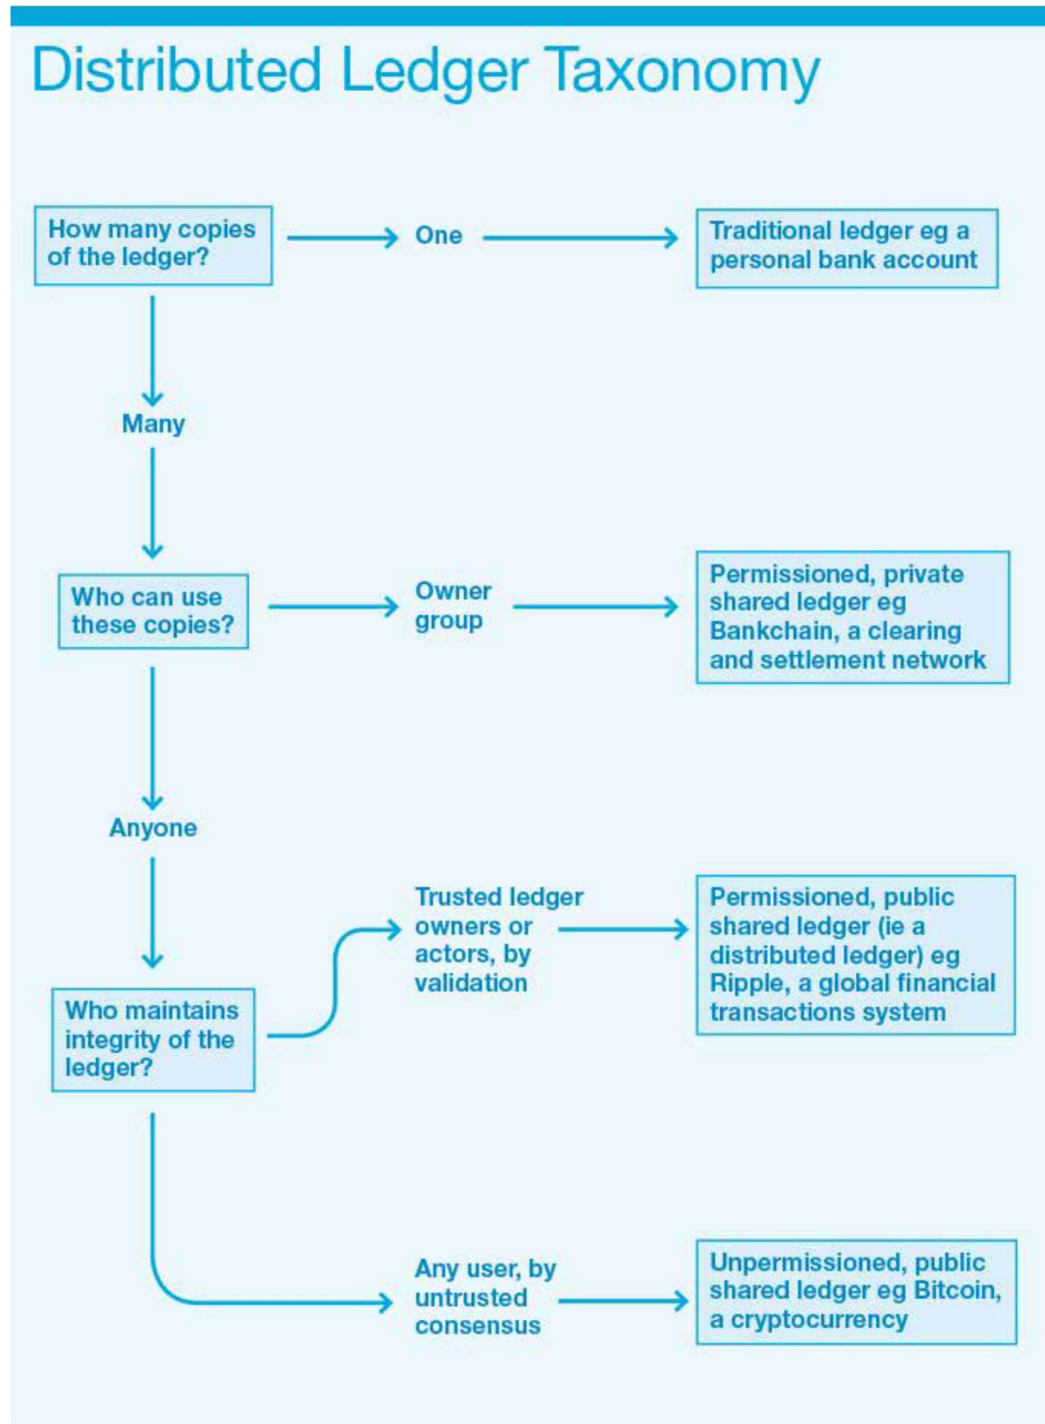 Distributed Ledger Taxonomy
How many copies
of the ledger?
One
Traditional ledger eg a
personal bank account
Many
Who can use
these copies?
Owner
group
Permissioned, private
shared ledger eg
Bankchain, a clearing
and settlement network
Anyone
Who maintains
integrity of the
ledger?
Trusted ledger
owners or
actors, by
validation
Permissioned, public
shared ledger (ie a
distributed ledger) eg
Ripple, a global financial
transactions system
Any user, by
untrusted
consensus
Unpermissioned, public
shared ledger eg Bitcoin,
a cryptocurrency